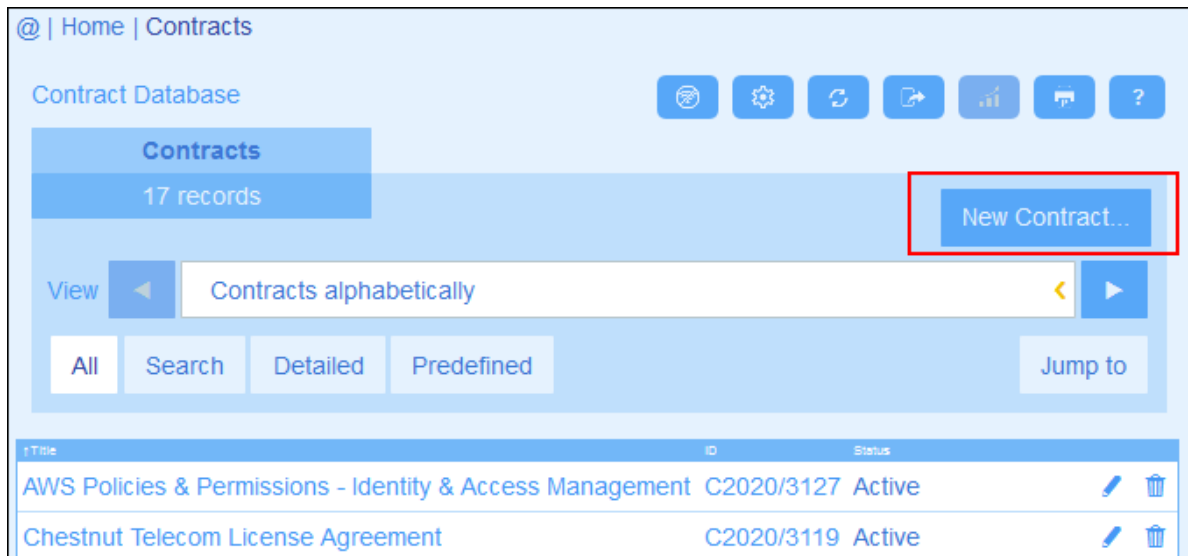 @ | Home | Contracts
Contract Database
?
Contracts
17 records
New Contract...
View
Contracts alphabetically
All Search Detailed Predefined Jump to
↑Title ID Status
AWS Policies & Permissions - Identity & Access Management C2020/3127 Active
Chestnut Telecom License Agreement C2020/3119 Active